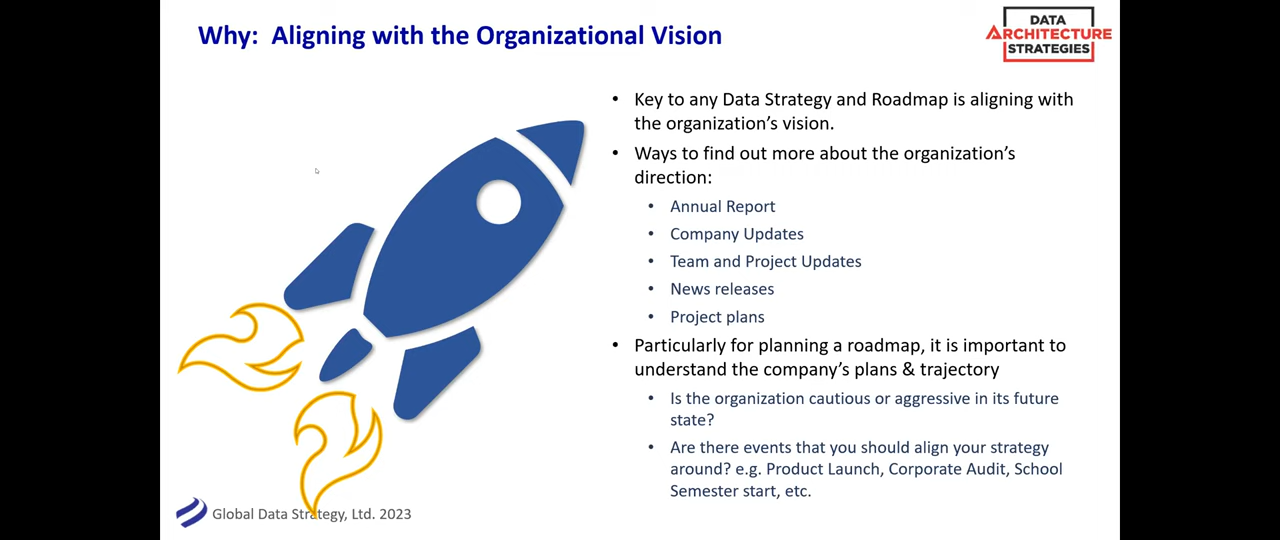 Why: Aligning with the Organizational Vision
DATA
ARCHITECTURE
STRATEGIES
• Key to any Data Strategy and Roadmap is aligning with
the organization's vision.
• Ways to find out more about the organization's
direction:
• Annual Report
• Company Updates
• Team and Project Updates
• News releases
• Project plans
• Particularly for planning a roadmap, it is important to
understand the company's plans & trajectory
• Is the organization cautious or aggressive in its future
state?
• Are there events that you should align your strategy
around? e.g. Product Launch, Corporate Audit, School
Semester start, etc.
Global Data Strategy, Ltd. 2023